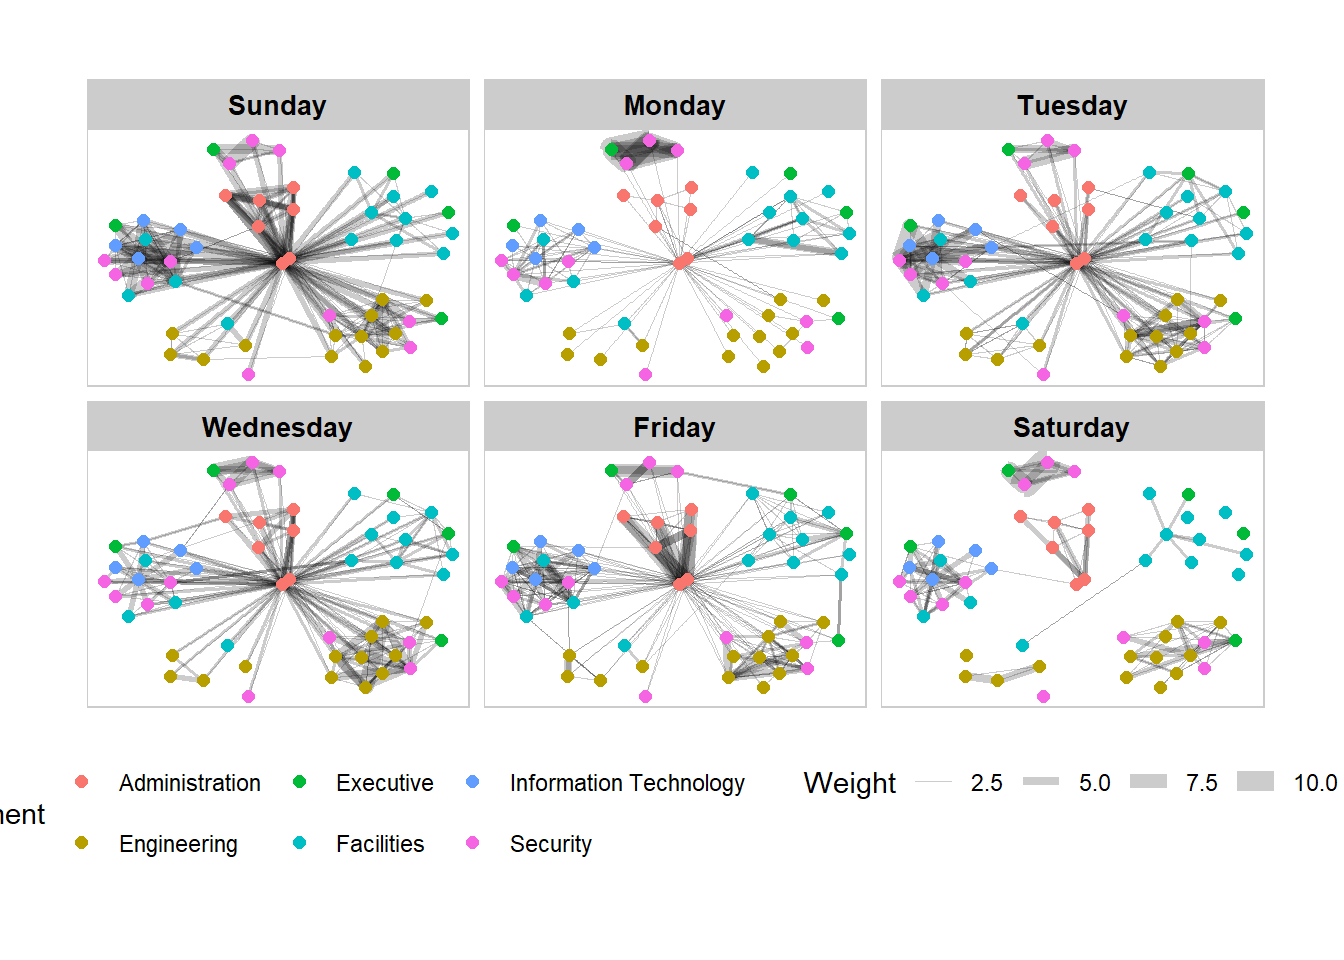 Sunday Monday Tuesday
Wednesday Friday Saturday
Administration Executive Information Technology Weight 2.5 5.0 7.5 10.0
Engineering Facilities Security